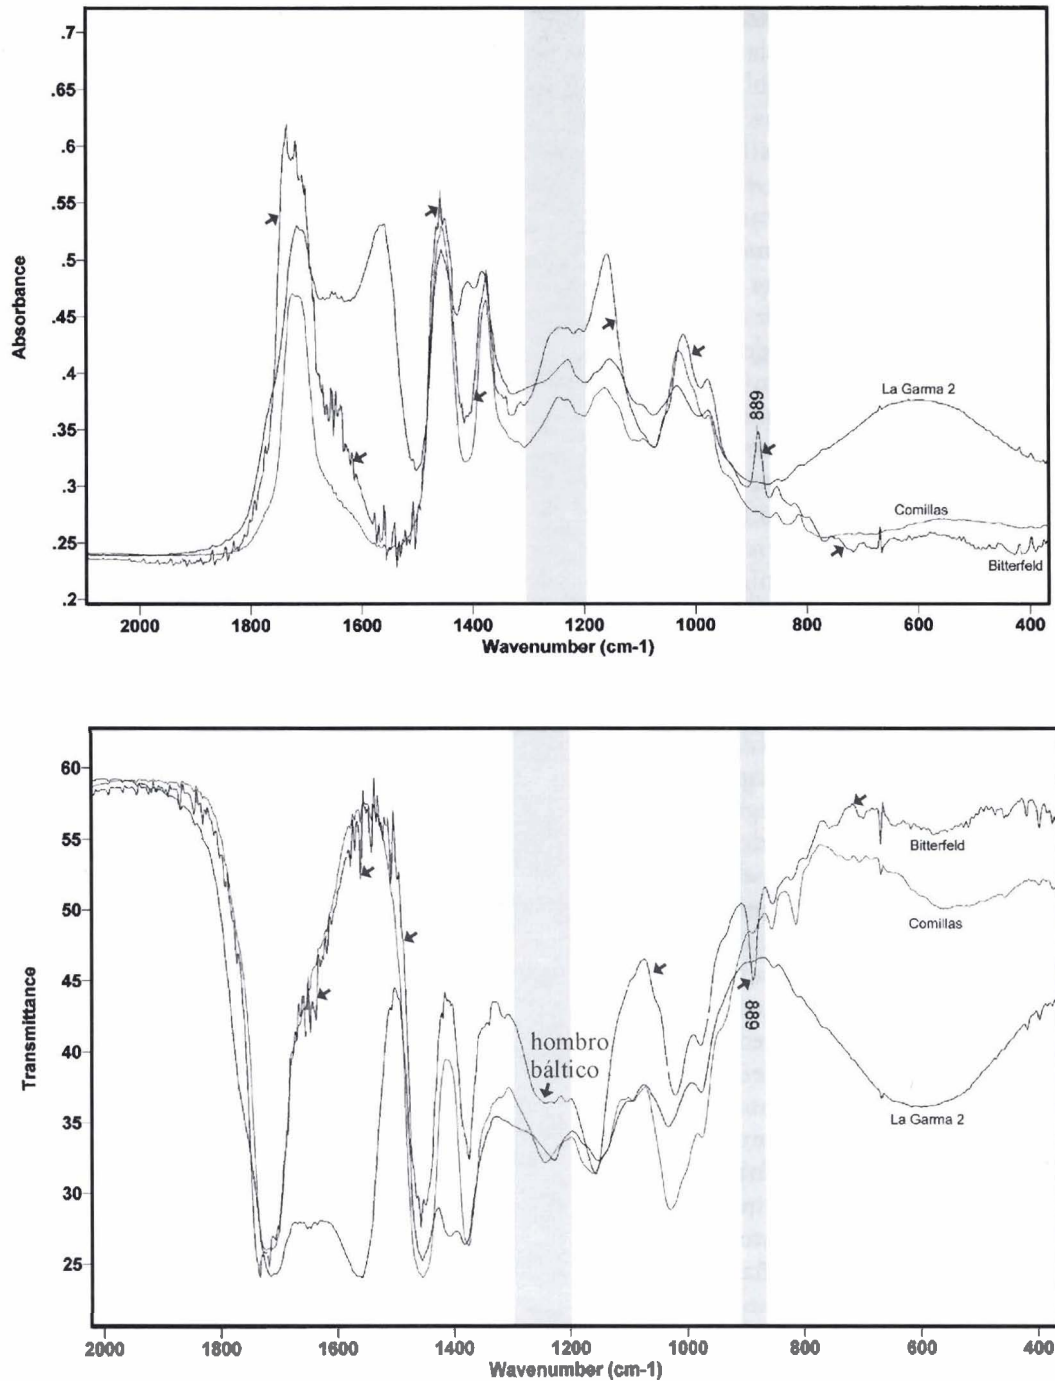 .7
.65
.6
.55
.5
.45
.4
.35
.3
.25
.2
Absorbance
889
La Garma 2
Comillas
Bitterfeld
2000 1800 1600 1400 1200 1000 800 600 400
Wavenumber (cm-1)
60
55
50
45
40
35
30
25
Transmittance
hombro
báltico
889
Bitterfeld
Comillas
La Garma 2
2000 1800 1600 1400 1200 1000 800 600 400
Wavenumber (cm-1)